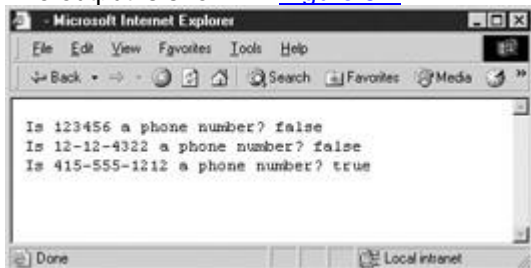 - Microsoft Internet Explorer
File Edit View Favorites Tools Help
Back Search Favorites Media »
Is 123456 a phone number? false
Is 12-12-4322 a phone number? false
Is 415-555-1212 a phone number? true
Done Local intranet